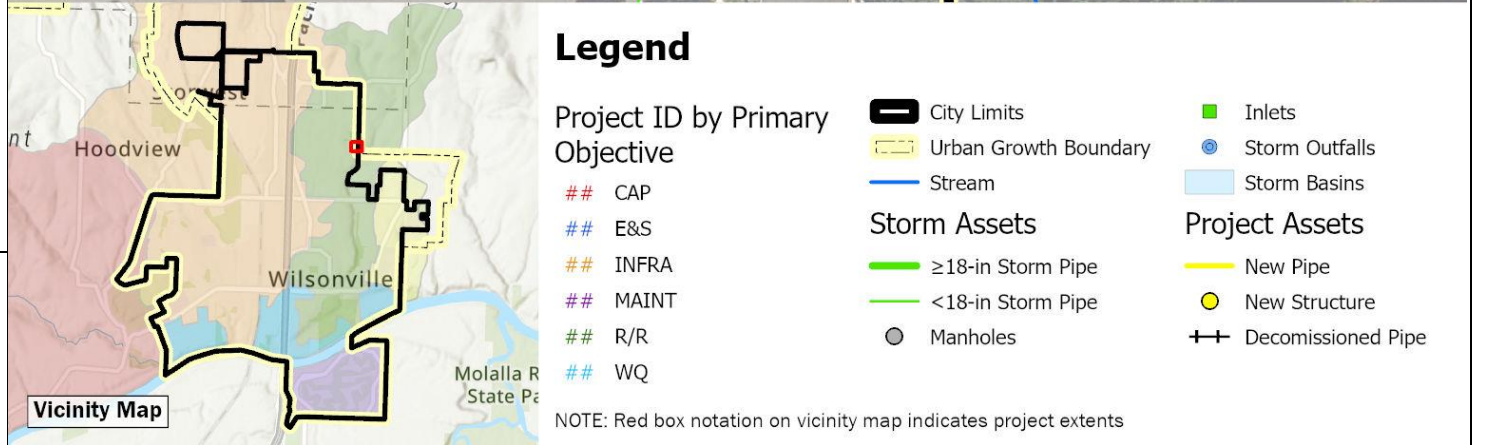 Hoodview
Wilsonville
Molalla R
State Pa
Vicinity Map
Legend
Project ID by Primary
Objective
## CAP
## E&S
## INFRA
## MAINT
## R/R
## WQ
City Limits
Urban Growth Boundary
Stream
Storm Assets
≥18-in Storm Pipe
<18-in Storm Pipe
Manholes
Inlets
Storm Outfalls
Storm Basins
Project Assets
New Pipe
New Structure
Decomissioned Pipe
NOTE: Red box notation on vicinity map indicates project extents